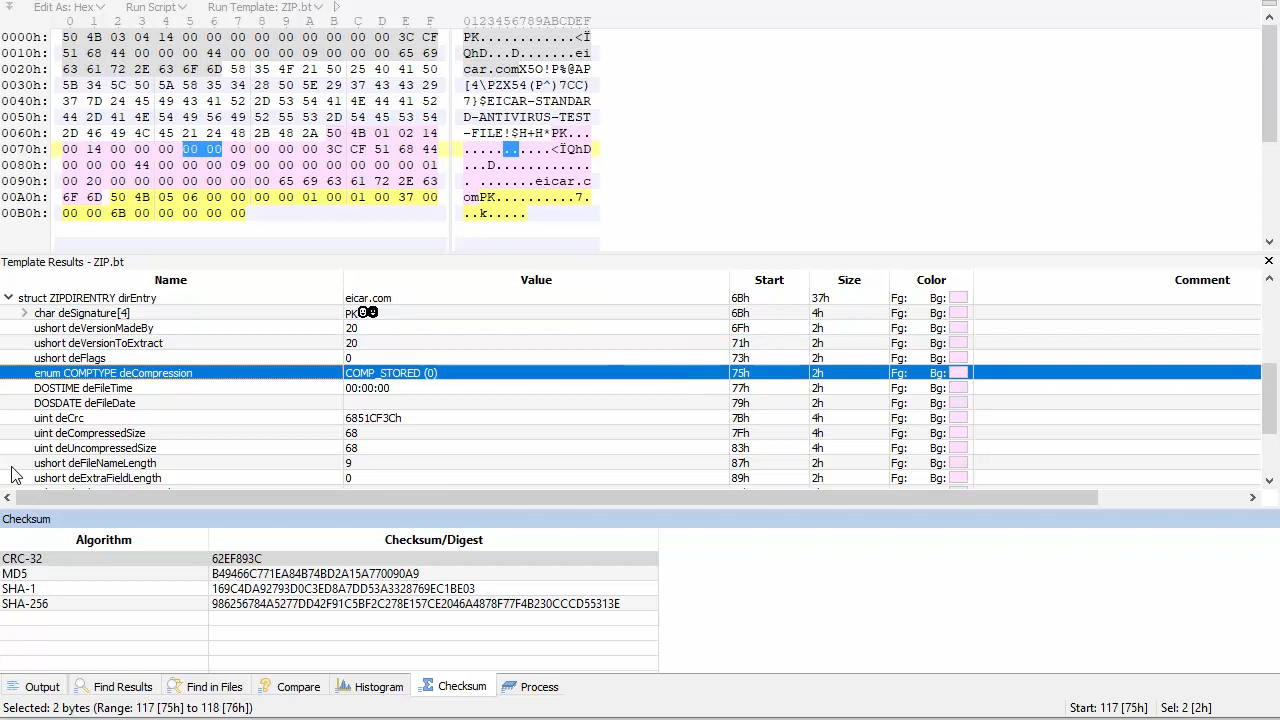 Edit As: Hex Run Script Run Template: ZIP.bt
0 1 2 3 4 5 6 7 8 9 A B C D E F 0123456789ABCDEF
0000h: 50 4B 03 04 14 00 00 00 00 00 00 00 00 00 3C CF PK............<Ï
0010h: 51 68 44 00 00 00 44 00 00 00 09 00 00 00 65 69 QhD...D.......ei
0020h: 63 61 72 2E 63 6F 6D 58 35 4F 21 50 25 40 41 50 car.comX5O!P%@AP
0030h: 5B 34 5C 50 5A 58 35 34 28 50 5E 29 37 43 43 29 [4\PZX54(P^)7CC)
0040h: 37 7D 24 45 49 43 41 52 2D 53 54 41 4E 44 41 52 7}$EICAR-STANDAR
0050h: 44 2D 41 4E 54 49 56 49 52 55 53 2D 54 45 53 54 D-ANTIVIRUS-TEST
0060h: 2D 46 49 4C 45 21 24 48 2B 48 2A 50 4B 01 02 14 -FILE!$H+H*PK...
0070h: 00 14 00 00 00 00 00 00 00 00 00 3C CF 51 68 44 ...........<ÏQhD
0080h: 00 00 00 44 00 00 00 09 00 00 00 00 00 00 00 01 ...D............
0090h: 00 20 00 00 00 00 00 00 00 65 69 63 61 72 2E 63 . .......eicar.c
00A0h: 6F 6D 50 4B 05 06 00 00 00 00 01 00 01 00 37 00 omPK..........7.
00B0h: 00 00 6B 00 00 00 00 00 ..k.....
Template Results - ZIP.bt
Name Value Start Size Color Comment
struct ZIPDIRENTRY dirEntry eicar.com 6Bh 37h Fg: Bg:
char deSignature[4] PK☺☻ 6Bh 4h Fg: Bg:
ushort deVersionMadeBy 20 6Fh 2h Fg: Bg:
ushort deVersionToExtract 20 71h 2h Fg: Bg:
ushort deFlags 0 73h 2h Fg: Bg:
enum COMPTYPE deCompression COMP_STORED (0) 75h 2h Fg: Bg:
DOSTIME deFileTime 00:00:00 77h 2h Fg: Bg:
DOSDATE deFileDate 79h 2h Fg: Bg:
uint deCrc 6851CF3Ch 7Bh 4h Fg: Bg:
uint deCompressedSize 68 7Fh 4h Fg: Bg:
uint deUncompressedSize 68 83h 4h Fg: Bg:
ushort deFileNameLength 9 87h 2h Fg: Bg:
ushort deExtraFieldLength 0 89h 2h Fg: Bg:
Checksum
Algorithm Checksum/Digest
CRC-32 62EF893C
MD5 B49466C771EA84B74BD2A15A770090A9
SHA-1 169C4DA92793D0C3ED8A7DD53A3328769EC1BE03
SHA-256 986256784A5277DD42F91C5BF2C278E157CE2046A4878F77F4B230CCCD55313E
Output Find Results Find in Files Compare Histogram Checksum Process
Selected: 2 bytes (Range: 117 [75h] to 118 [76h]) Start: 117 [75h] Sel: 2 [2h]